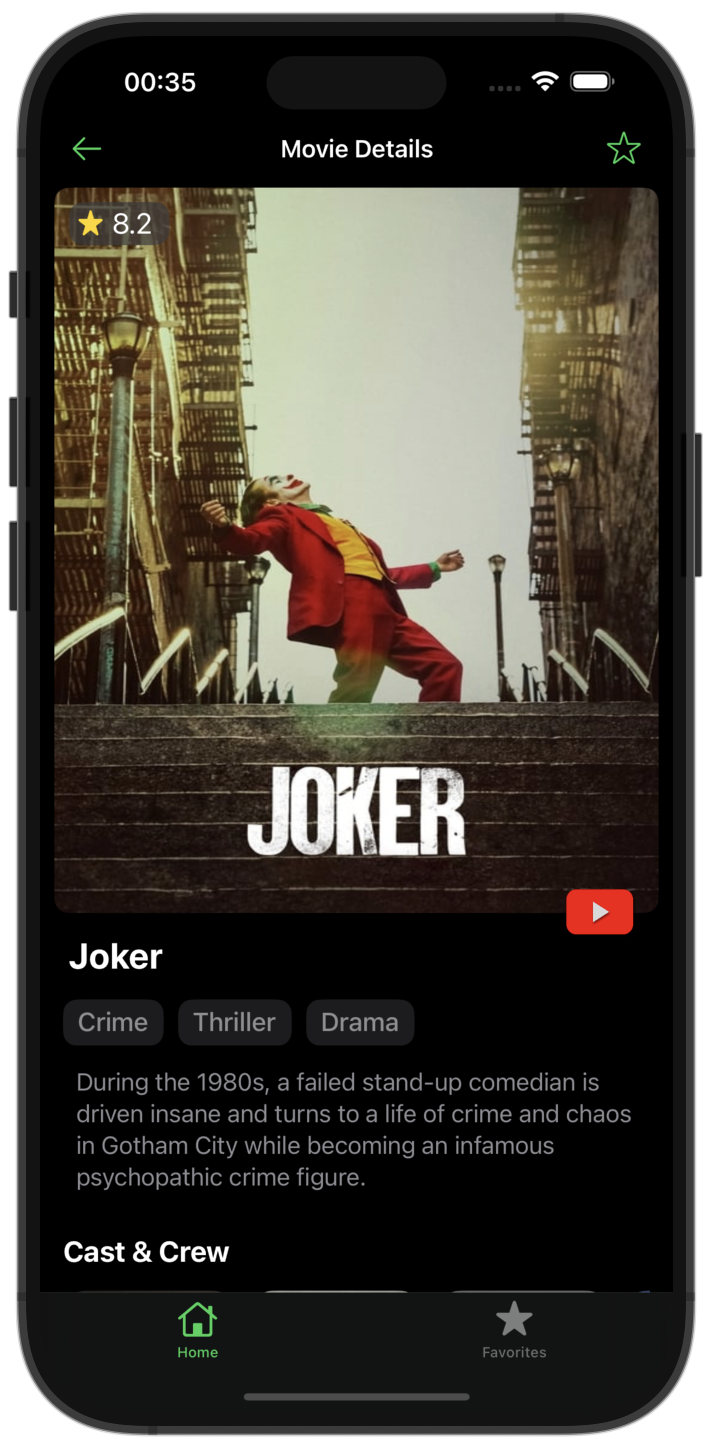 00:35
Movie Details
8.2
JOKER
Joker
Crime Thriller Drama
During the 1980s, a failed stand-up comedian is
driven insane and turns to a life of crime and chaos
in Gotham City while becoming an infamous
psychopathic crime figure.
Cast & Crew
Home Favorites